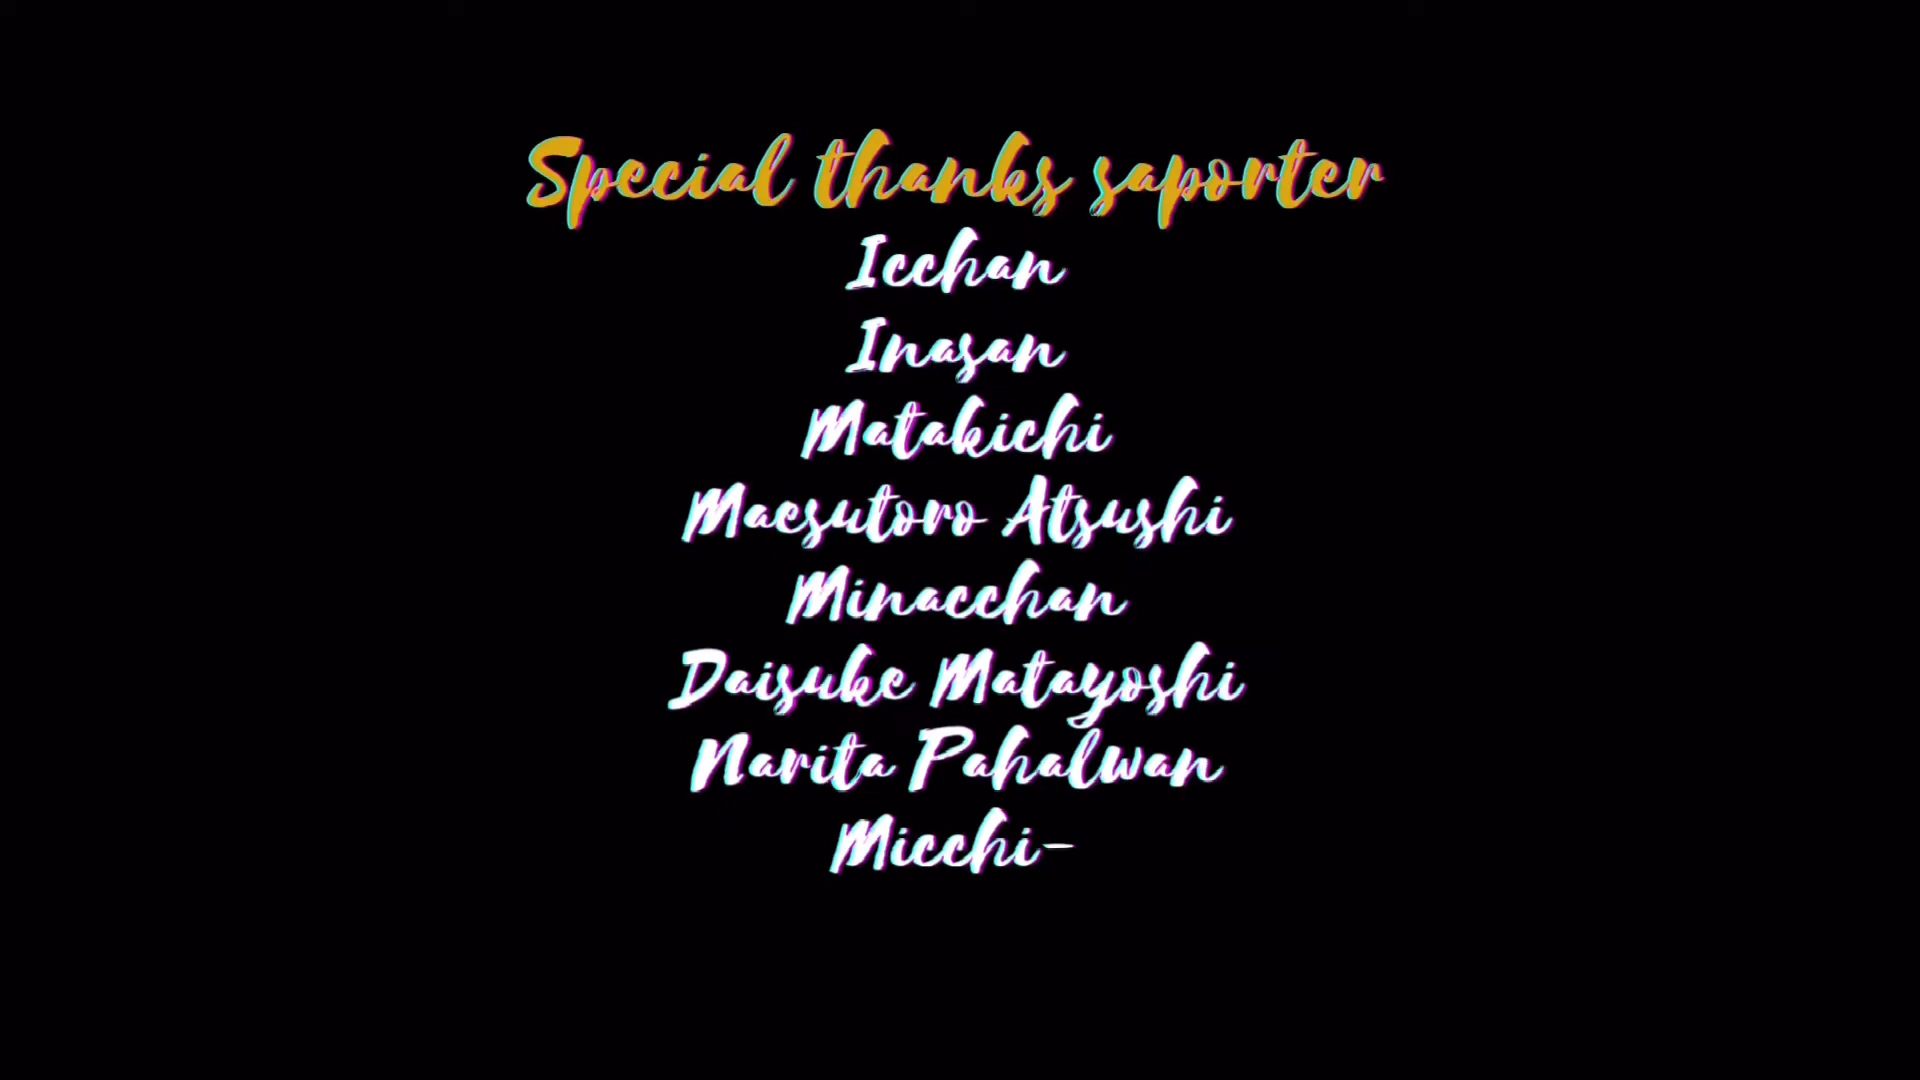 Special thanks saporter
Icchan
Inasan
Matakichi
Maesutoro Atsushi
Minacchan
Daisuke Matayoshi
Narita Pahalwan
Micchi-